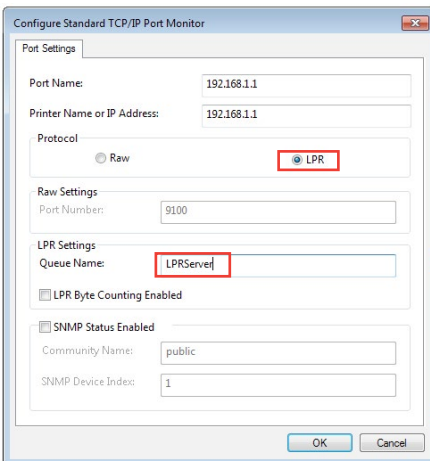 Configure Standard TCP/IP Port Monitor
Port Settings
Port Name: 192.168.1.1
Printer Name or IP Address: 192.168.1.1
Protocol
Raw LPR
Raw Settings
Port Number: 9100
LPR Settings
Queue Name: LPRServer
LPR Byte Counting Enabled
SNMP Status Enabled
Community Name: public
SNMP Device Index: 1
OK Cancel